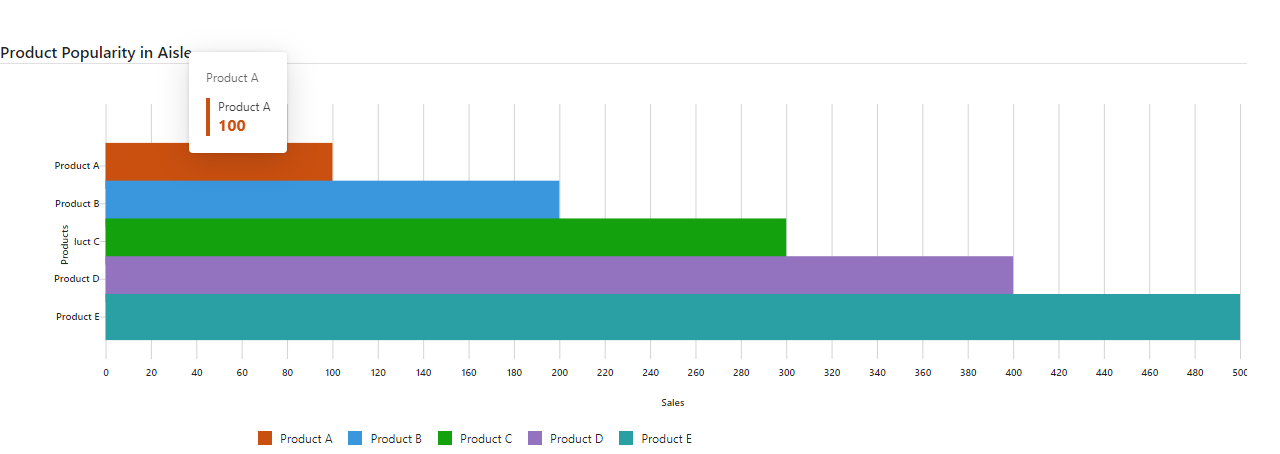 Product Popularity in Aisle
Product A
Product A
100
Product A
Product B
luct C
Product D
Product E
Products
0 20 40 60 80 100 120 140 160 180 200 220 240 260 280 300 320 340 360 380 400 420 440 460 480 500
Sales
Product A Product B Product C Product D Product E